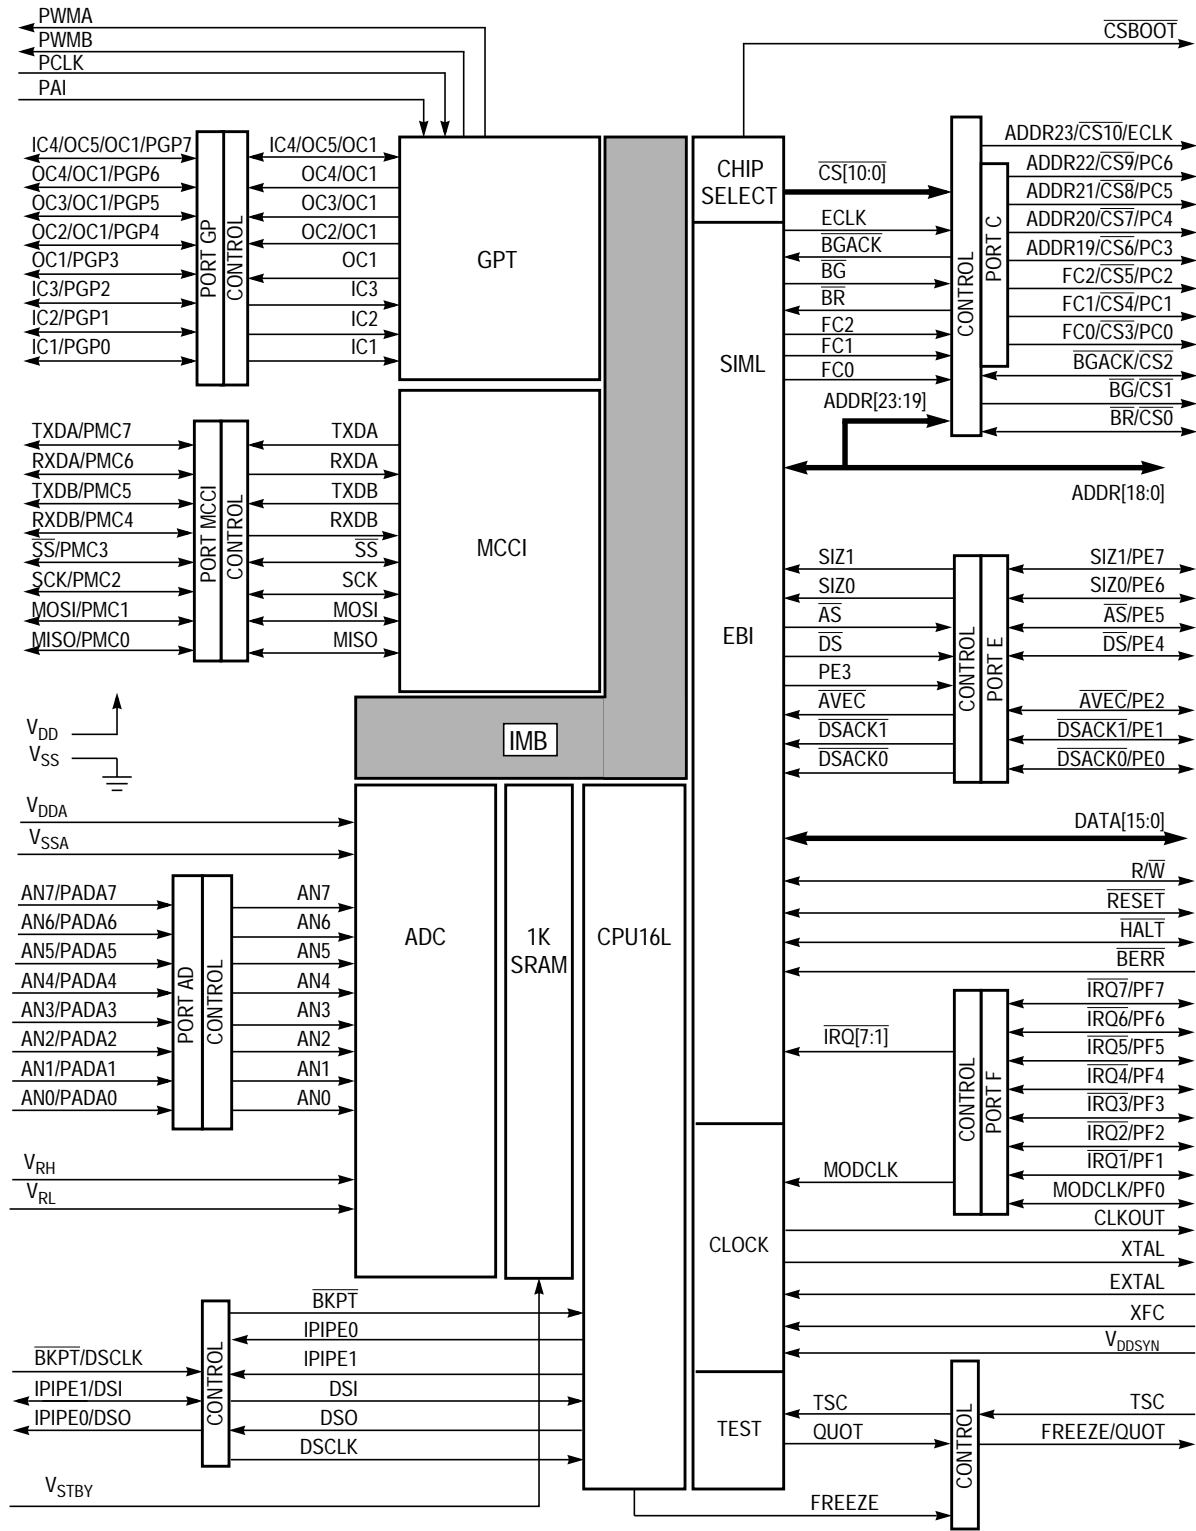 PWMA
PWMB
PCLK
PAI
IC4/OC5/OC1/PGP7
OC4/OC1/PGP6
OC3/OC1/PGP5
OC2/OC1/PGP4
OC1/PGP3
IC3/PGP2
IC2/PGP1
IC1/PGP0
PORT GP
CONTROL
IC4/OC5/OC1
OC4/OC1
OC3/OC1
OC2/OC1
OC1
IC3
IC2
IC1
GPT
TXDA/PMC7
RXDA/PMC6
TXDB/PMC5
RXDB/PMC4
SS/PMC3
SCK/PMC2
MOSI/PMC1
MISO/PMC0
PORT MCCI
CONTROL
TXDA
RXDA
TXDB
RXDB
SS
SCK
MOSI
MISO
MCCI
VDD
VSS
IMB
VDDA
VSSA
AN7/PADA7
AN6/PADA6
AN5/PADA5
AN4/PADA4
AN3/PADA3
AN2/PADA2
AN1/PADA1
AN0/PADA0
PORT AD
CONTROL
AN7
AN6
AN5
AN4
AN3
AN2
AN1
AN0
VRH
VRL
ADC
1K
SRAM
CPU16L
BKPT/DSCLK
IPIPE1/DSI
IPIPE0/DSO
CONTROL
BKPT
IPIPE0
IPIPE1
DSI
DSO
DSCLK
VSTBY
CSBOOT
CHIP
SELECT
SIML
EBI
CLOCK
TEST
CS[10:0]
ECLK
BGACK
BG
BR
FC2
FC1
FC0
ADDR[23:19]
CONTROL
PORT C
ADDR23/CS10/ECLK
ADDR22/CS9/PC6
ADDR21/CS8/PC5
ADDR20/CS7/PC4
ADDR19/CS6/PC3
FC2/CS5/PC2
FC1/CS4/PC1
FC0/CS3/PC0
BGACK/CS2
BG/CS1
BR/CS0
ADDR[18:0]
SIZ1
SIZ0
AS
DS
PE3
AVEC
DSACK1
DSACK0
CONTROL
PORT E
SIZ1/PE7
SIZ0/PE6
AS/PE5
DS/PE4
AVEC/PE2
DSACK1/PE1
DSACK0/PE0
DATA[15:0]
R/W
RESET
HALT
BERR
IRQ[7:1]
MODCLK
CONTROL
PORT F
IRQ7/PF7
IRQ6/PF6
IRQ5/PF5
IRQ4/PF4
IRQ3/PF3
IRQ2/PF2
IRQ1/PF1
MODCLK/PF0
CLKOUT
XTAL
EXTAL
XFC
VDDSYN
TSC
QUOT
FREEZE
CONTROL
TSC
FREEZE/QUOT